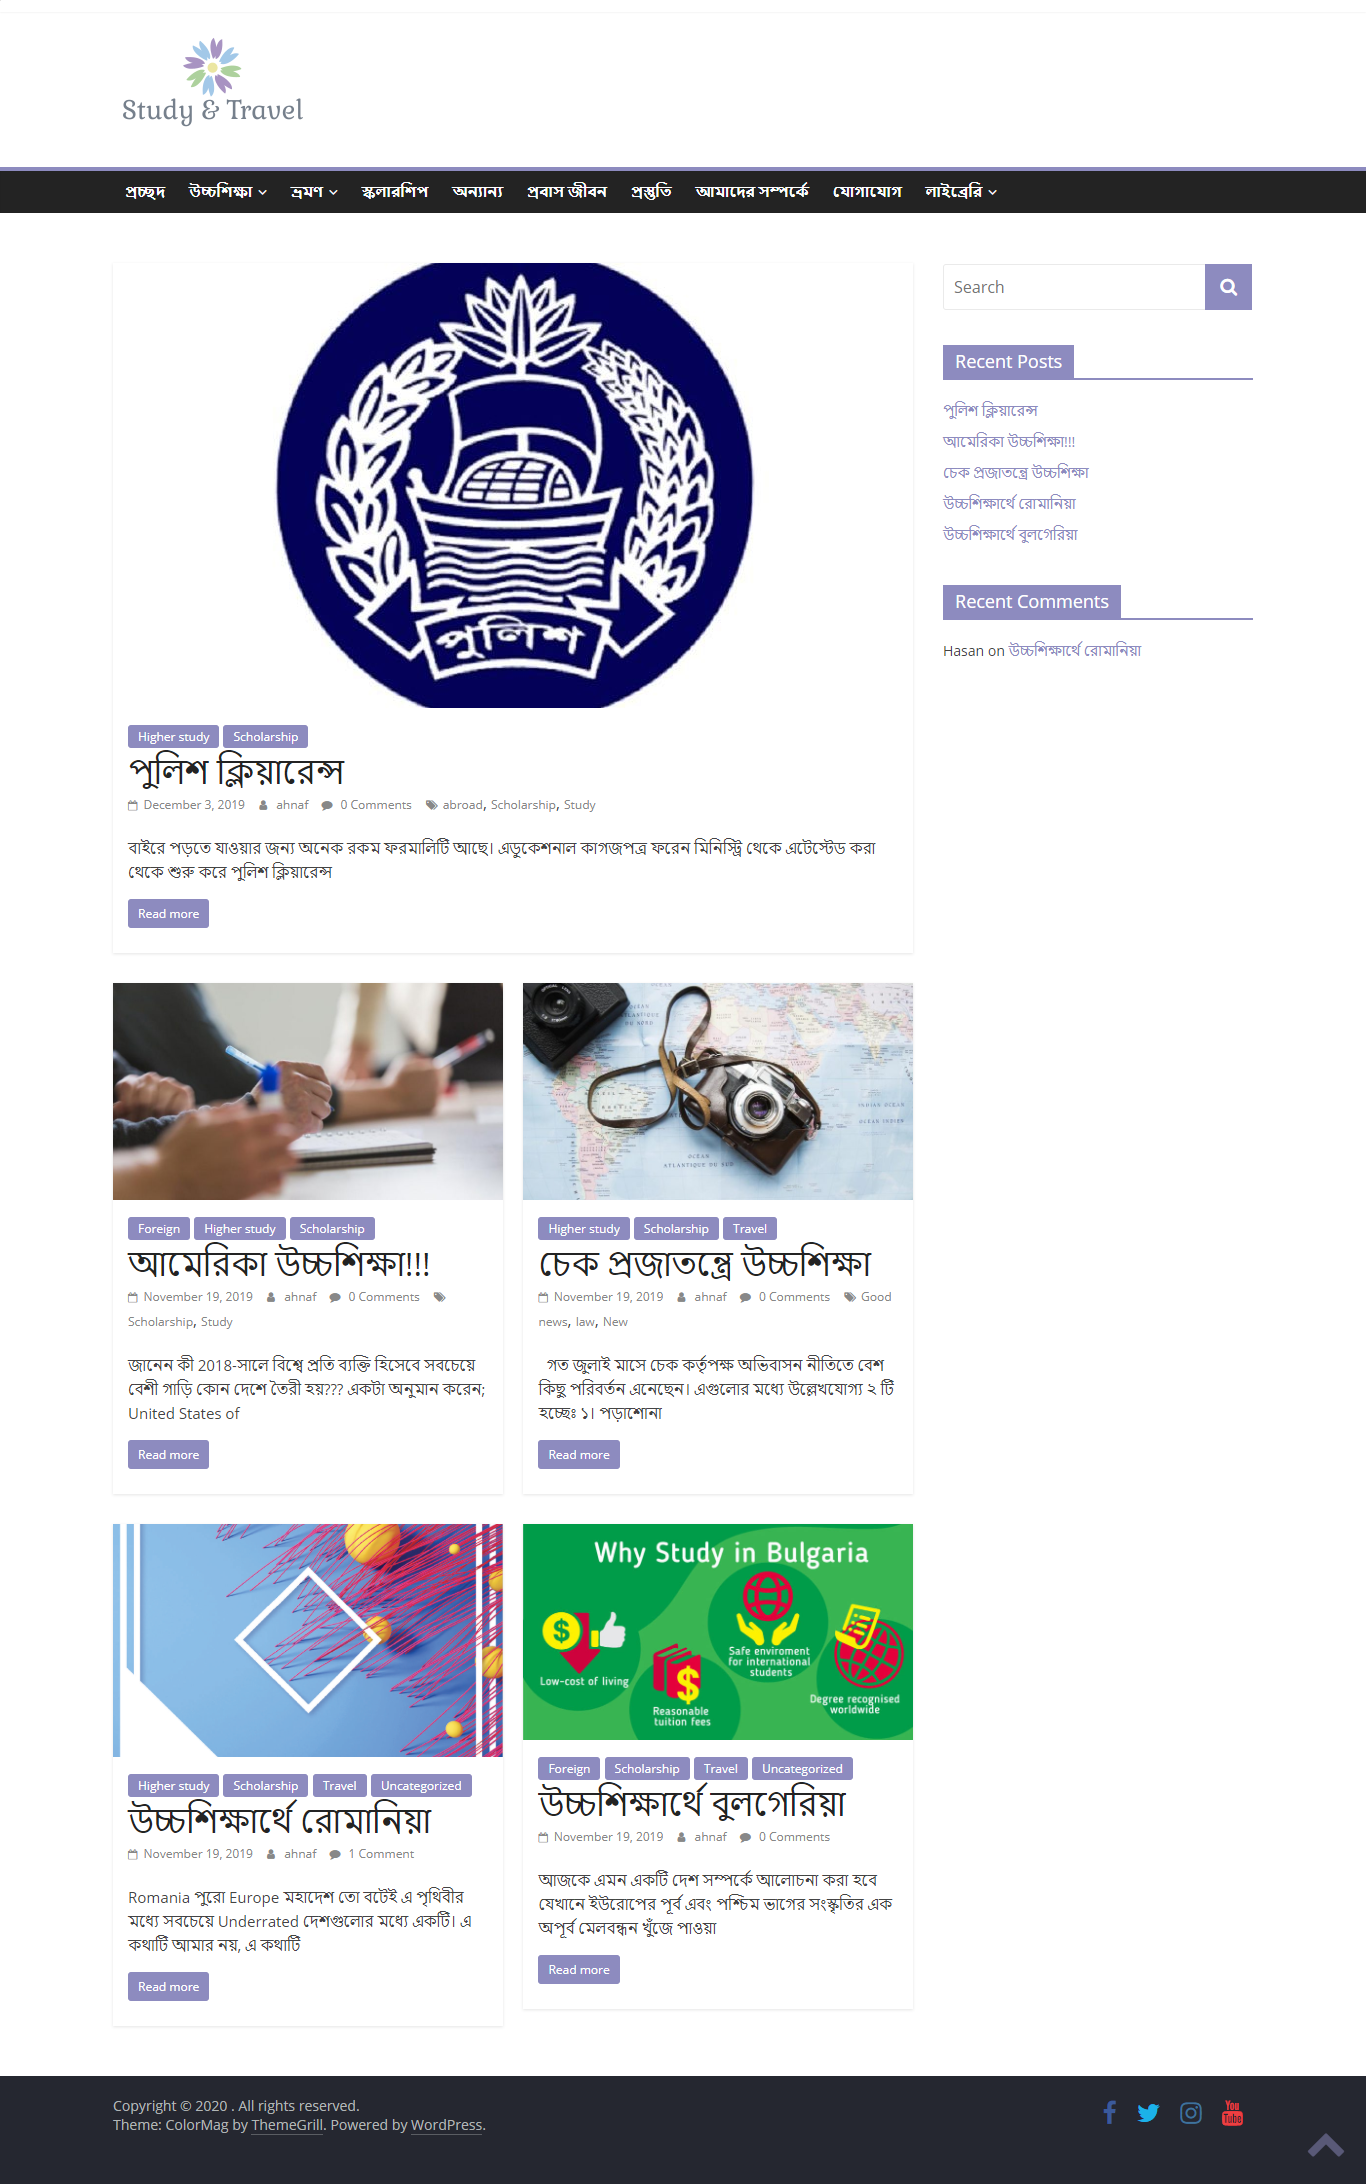 Study & Travel
প্রচ্ছদ উচ্চশিক্ষা ভ্রমণ স্কলারশিপ অন্যান্য প্রবাস জীবন প্রস্তুতি আমাদের সম্পর্কে যোগাযোগ লাইব্রেরি
Search
পুলিশ
Higher study Scholarship
পুলিশ ক্লিয়ারেন্স
December 3, 2019 ahnaf 0 Comments abroad, Scholarship, Study
বাইরে পড়তে যাওয়ার জন্য অনেক রকম ফরমালিটি আছে। এডুকেশনাল কাগজপত্র ফরেন মিনিস্ট্রি থেকে এটেস্টেড করা
থেকে শুরু করে পুলিশ ক্লিয়ারেন্স
Read more
Recent Posts
পুলিশ ক্লিয়ারেন্স
আমেরিকা উচ্চশিক্ষা!!!
চেক প্রজাতন্ত্রে উচ্চশিক্ষা
উচ্চশিক্ষার্থে রোমানিয়া
উচ্চশিক্ষার্থে বুলগেরিয়া
Recent Comments
Hasan on উচ্চশিক্ষার্থে রোমানিয়া
Foreign Higher study Scholarship
আমেরিকা উচ্চশিক্ষা!!!
November 19, 2019 ahnaf 0 Comments
Scholarship, Study
জানেন কী 2018-সালে বিশ্বে প্রতি ব্যক্তি হিসেবে সবচেয়ে
বেশী গাড়ি কোন দেশে তৈরী হয়??? একটা অনুমান করেন;
United States of
Read more
OCEAN
ATLANTIQUE DU SUD
INDIAN OCEAN
OCEAN INDIEN
Higher study Scholarship Travel
চেক প্রজাতন্ত্রে উচ্চশিক্ষা
November 19, 2019 ahnaf 0 Comments Good
news, law, New
গত জুলাই মাসে চেক কর্তৃপক্ষ অভিবাসন নীতিতে বেশ
কিছু পরিবর্তন এনেছেন। এগুলোর মধ্যে উল্লেখযোগ্য ২ টি
হচ্ছেঃ ১। পড়াশোনা
Read more
Higher study Scholarship Travel Uncategorized
উচ্চশিক্ষার্থে রোমানিয়া
November 19, 2019 ahnaf 1 Comment
Romania পুরো Europe মহাদেশ তো বটেই এ পৃথিবীর
মধ্যে সবচেয়ে Underrated দেশগুলোর মধ্যে একটি। এ
কথাটি আমার নয়, এ কথাটি
Read more
Why Study in Bulgaria
Low-cost of living
Reasonable
tuition fees
Safe enviroment
for international
students
Degree recognised
worldwide
Foreign Scholarship Travel Uncategorized
উচ্চশিক্ষার্থে বুলগেরিয়া
November 19, 2019 ahnaf 0 Comments
আজকে এমন একটি দেশ সম্পর্কে আলোচনা করা হবে
যেখানে ইউরোপের পূর্ব এবং পশ্চিম ভাগের সংস্কৃতির এক
অপূর্ব মেলবন্ধন খুঁজে পাওয়া
Read more
Copyright © 2020 . All rights reserved.
Theme: ColorMag by ThemeGrill. Powered by WordPress.
You
Tube